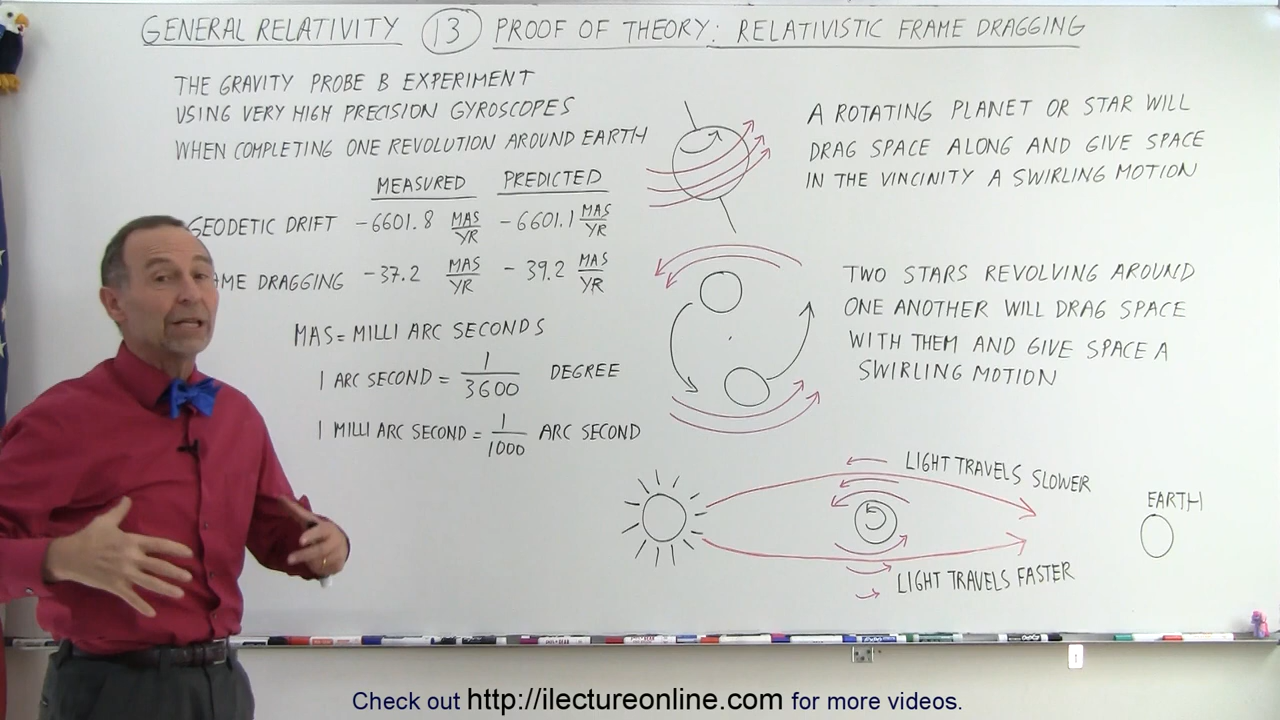 GENERAL RELATIVITY 13 PROOF OF THEORY: RELATIVISTIC FRAME DRAGGING
THE GRAVITY PROBE B EXPERIMENT
USING VERY HIGH PRECISION GYROSCOPES
WHEN COMPLETING ONE REVOLUTION AROUND EARTH
MEASURED PREDICTED
GEODETIC DRIFT -6601.8 MAS/YR -6601.1 MAS/YR
AME DRAGGING -37.2 MAS/YR -39.2 MAS/YR
MAS = MILLI ARC SECONDS
1 ARC SECOND = 1/3600 DEGREE
1 MILLI ARC SECOND = 1/1000 ARC SECOND
A ROTATING PLANET OR STAR WILL
DRAG SPACE ALONG AND GIVE SPACE
IN THE VINCINITY A SWIRLING MOTION
TWO STARS REVOLVING AROUND
ONE ANOTHER WILL DRAG SPACE
WITH THEM AND GIVE SPACE A
SWIRLING MOTION
LIGHT TRAVELS SLOWER
EARTH
LIGHT TRAVELS FASTER
Check out http://ilectureonline.com for more videos.